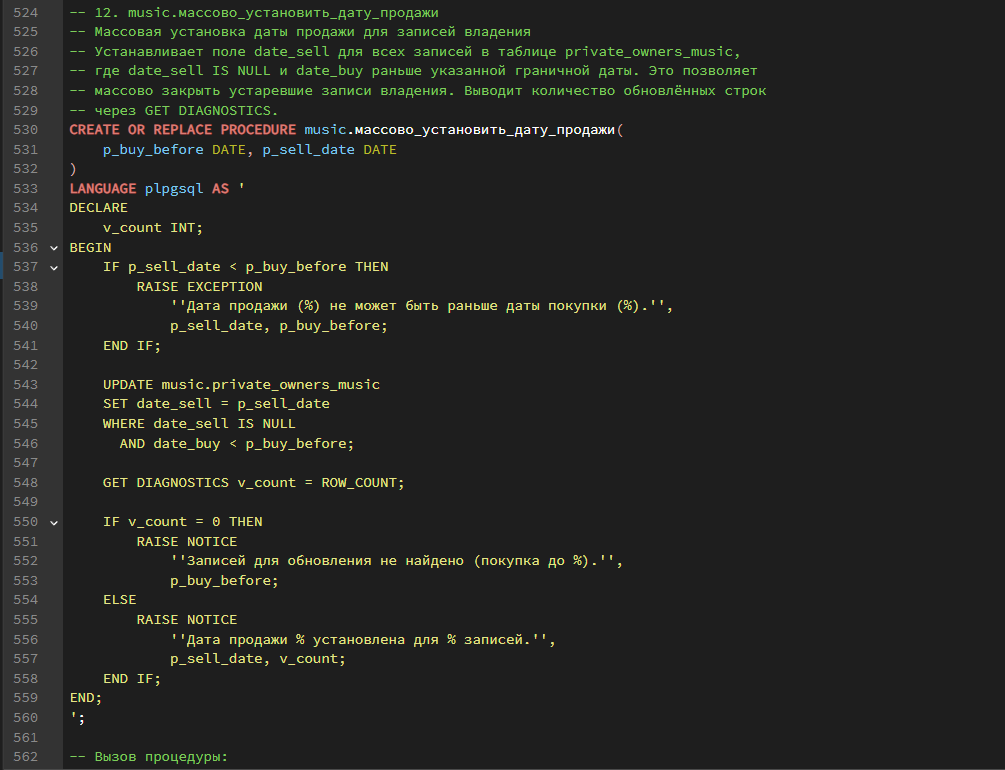 524 -- 12. music.массово_установить_дату_продажи
525 -- Массовая установка даты продажи для записей владения
526 -- Устанавливает поле date_sell для всех записей в таблице private_owners_music,
527 -- где date_sell IS NULL и date_buy раньше указанной граничной даты. Это позволяет
528 -- массово закрыть устаревшие записи владения. Выводит количество обновлённых строк
529 -- через GET DIAGNOSTICS.
530 CREATE OR REPLACE PROCEDURE music.массово_установить_дату_продажи(
531     p_buy_before DATE, p_sell_date DATE
532 )
533 LANGUAGE plpgsql AS '
534 DECLARE
535     v_count INT;
536 BEGIN
537     IF p_sell_date < p_buy_before THEN
538         RAISE EXCEPTION
539             ''Дата продажи (%) не может быть раньше даты покупки (%).'',
540             p_sell_date, p_buy_before;
541     END IF;
542
543     UPDATE music.private_owners_music
544     SET date_sell = p_sell_date
545     WHERE date_sell IS NULL
546       AND date_buy < p_buy_before;
547
548     GET DIAGNOSTICS v_count = ROW_COUNT;
549
550     IF v_count = 0 THEN
551         RAISE NOTICE
552             ''Записей для обновления не найдено (покупка до %).'',
553             p_buy_before;
554     ELSE
555         RAISE NOTICE
556             ''Дата продажи % установлена для % записей.'',
557             p_sell_date, v_count;
558     END IF;
559 END;
560 ';
561
562 -- Вызов процедуры: